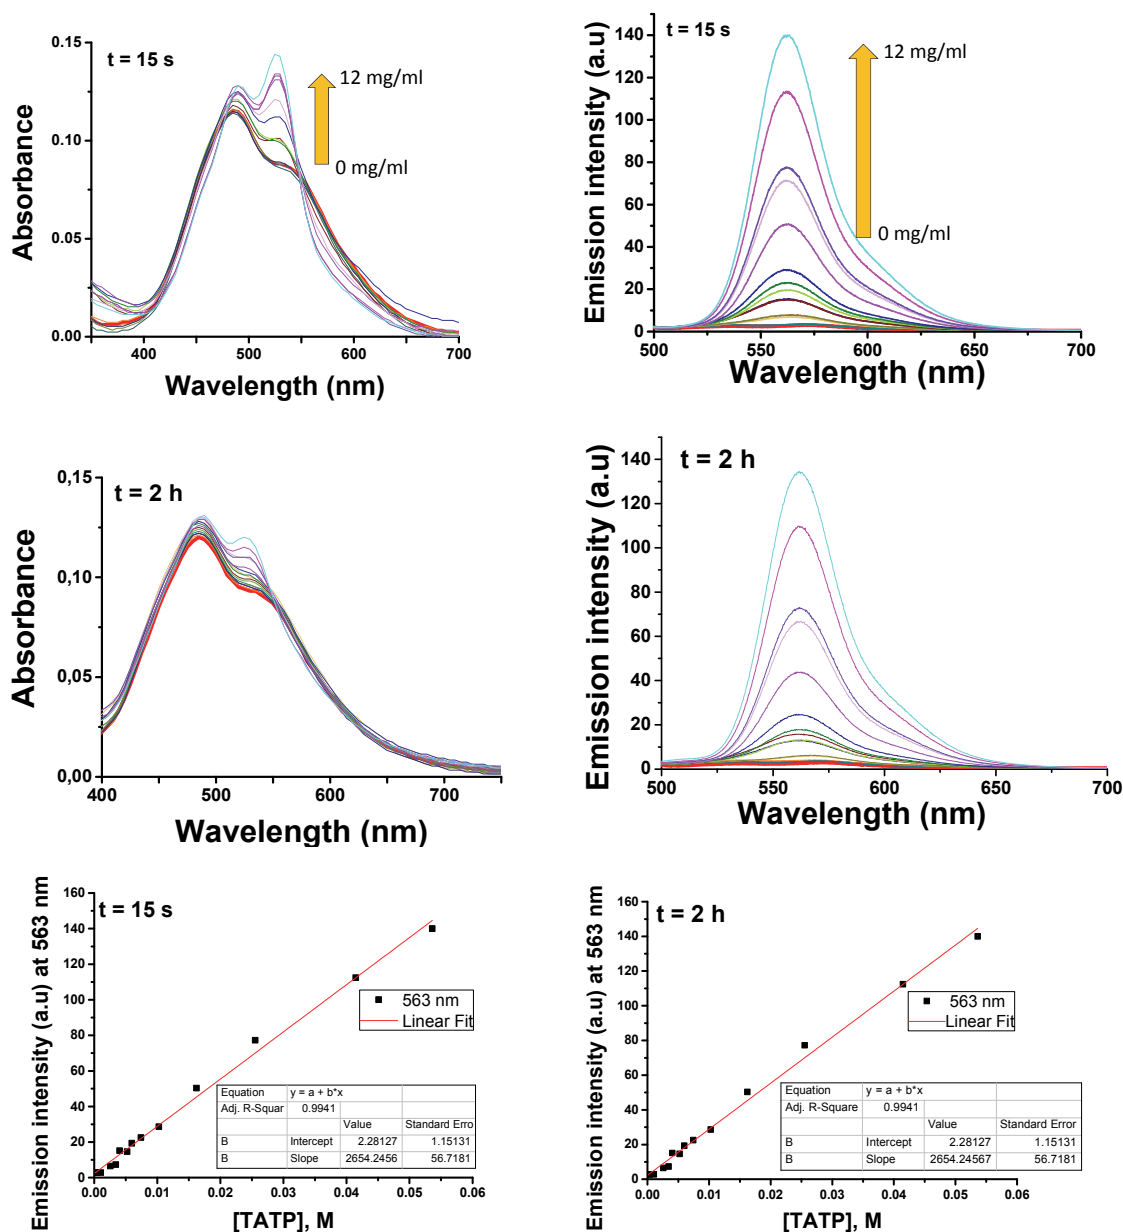 t = 15 s
12 mg/ml
0 mg/ml
0.15
0.10
0.05
0.00
400
500
600
700
Absorbance
Wavelength (nm)
t = 15 s
12 mg/ml
0 mg/ml
140
120
100
80
60
40
20
0
500
550
600
650
700
Emission intensity (a.u)
Wavelength (nm)
t = 2 h
0,15
0,10
0,05
0,00
400
500
600
700
Absorbance
Wavelength (nm)
t = 2 h
140
120
100
80
60
40
20
0
500
550
600
650
700
Emission intensity (a.u)
Wavelength (nm)
t = 15 s
160
140
120
100
80
60
40
20
0
0.00
0.01
0.02
0.03
0.04
0.05
0.06
Emission intensity (a.u) at 563 nm
[TATP], M
563 nm
Linear Fit
Equation y = a + b*x
Adj. R-Squar 0.9941
Value Standard Erro
B Intercept 2.28127 1.15131
B Slope 2654.2456 56.7181
t = 2 h
160
140
120
100
80
60
40
20
0
0.00
0.01
0.02
0.03
0.04
0.05
0.06
Emission intensity (a.u) at 563 nm
[TATP], M
563 nm
Linear Fit
Equation y = a + b*x
Adj. R-Square 0.9941
Value Standard Error
B Intercept 2.28127 1.15131
B Slope 2654.24567 56.7181